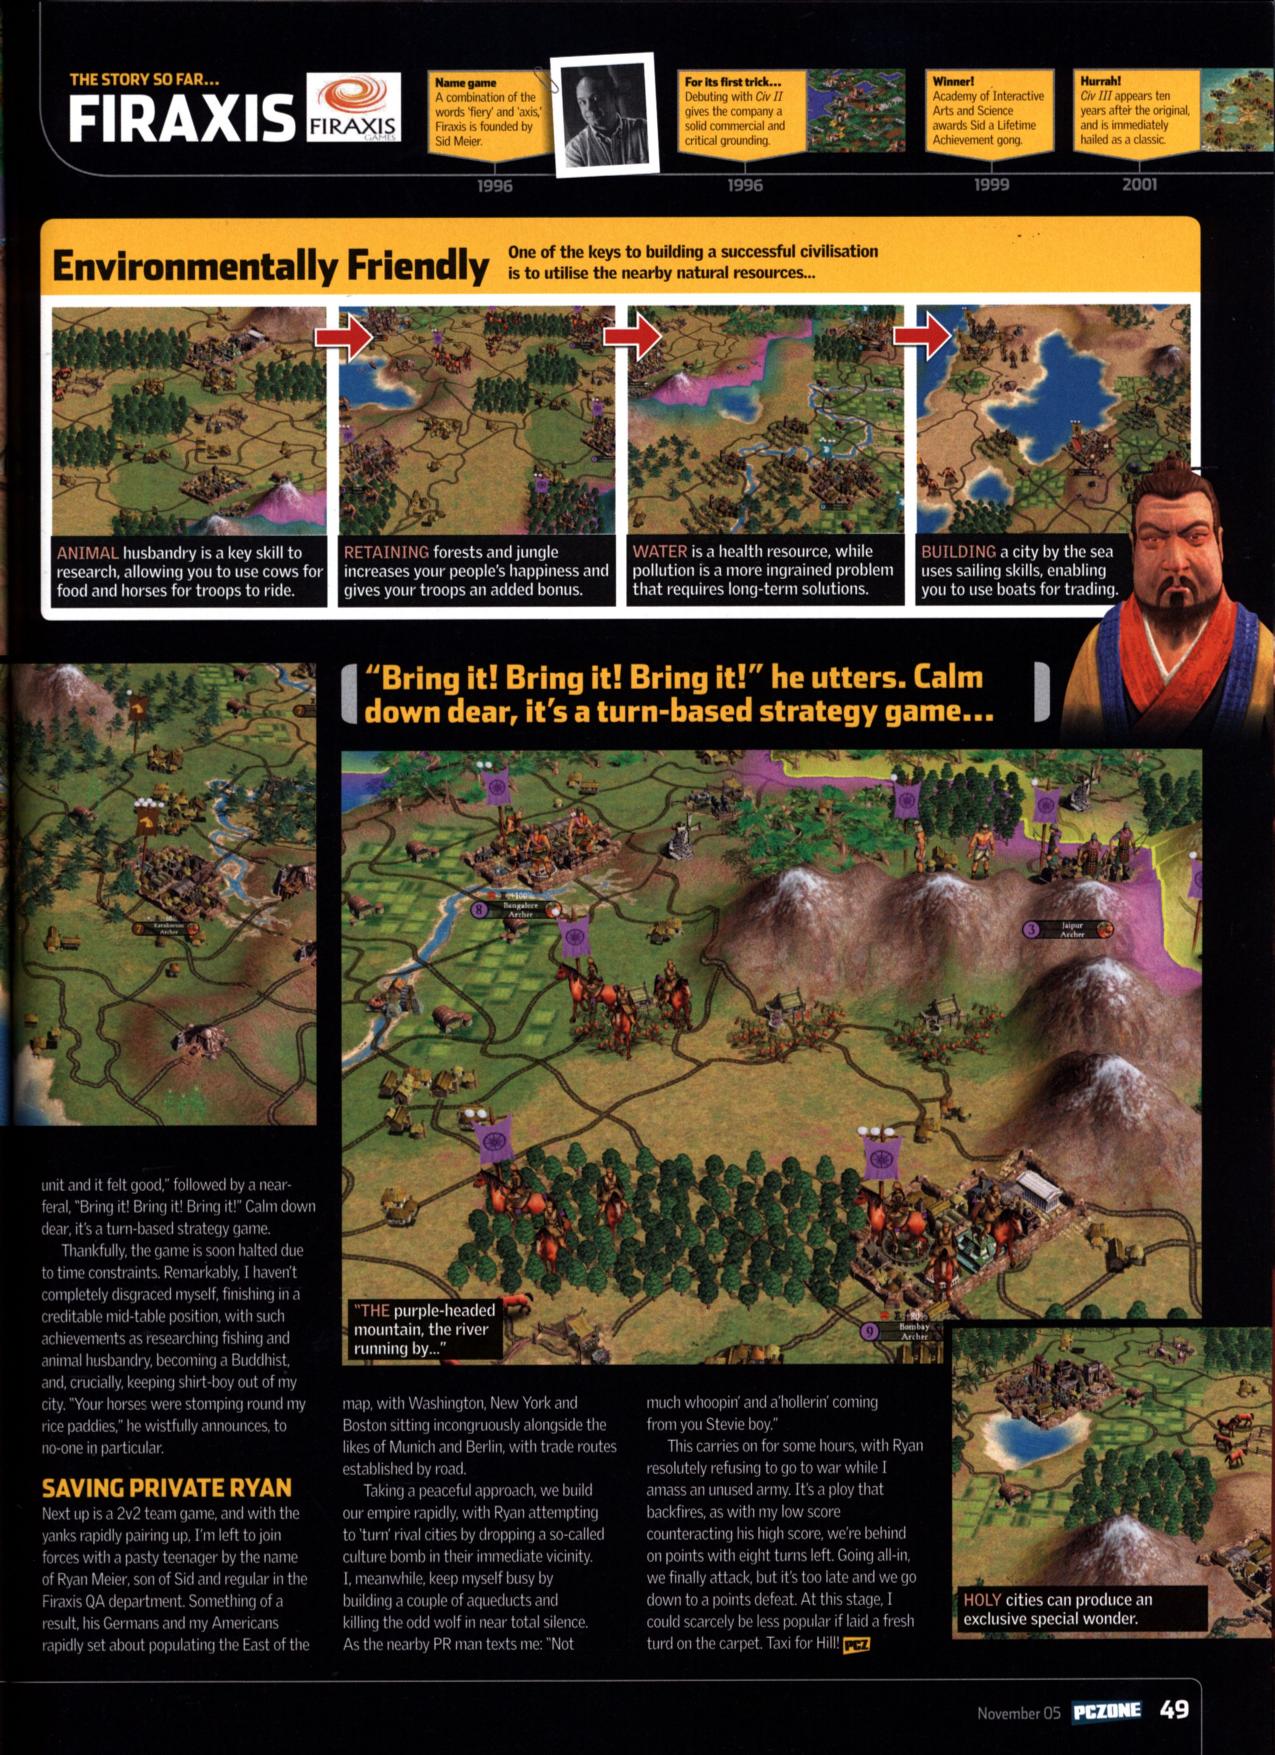 THE STORY SO FAR...
FIRAXIS
FIRAXIS
GAMES
Name game
A combination of the
words 'fiery' and 'axis,'
Firaxis is founded by
Sid Meier.
1996
For its first trick...
Debuting with Civ II
gives the company a
solid commercial and
critical grounding.
1996
Winner!
Academy of Interactive
Arts and Science
awards Sid a Lifetime
Achievement gong.
1999
Hurrah!
Civ III appears ten
years after the original,
and is immediately
hailed as a classic.
2001
Environmentally Friendly
One of the keys to building a successful civilisation
is to utilise the nearby natural resources...
ANIMAL husbandry is a key skill to
research, allowing you to use cows for
food and horses for troops to ride.
RETAINING forests and jungle
increases your people's happiness and
gives your troops an added bonus.
WATER is a health resource, while
pollution is a more ingrained problem
that requires long-term solutions.
BUILDING a city by the sea
uses sailing skills, enabling
you to use boats for trading.
"Bring it! Bring it! Bring it!" he utters. Calm
down dear, it's a turn-based strategy game...
7
Karakorum
Archer
8
Bangalore
Archer
3
Jaipur
Archer
9
Bombay
Archer
"THE purple-headed
mountain, the river
running by..."
unit and it felt good," followed by a near-
feral, "Bring it! Bring it! Bring it!" Calm down
dear, it's a turn-based strategy game.
Thankfully, the game is soon halted due
to time constraints. Remarkably, I haven't
completely disgraced myself, finishing in a
creditable mid-table position, with such
achievements as researching fishing and
animal husbandry, becoming a Buddhist,
and, crucially, keeping shirt-boy out of my
city. "Your horses were stomping round my
rice paddies," he wistfully announces, to
no-one in particular.
SAVING PRIVATE RYAN
Next up is a 2v2 team game, and with the
yanks rapidly pairing up, I'm left to join
forces with a pasty teenager by the name
of Ryan Meier, son of Sid and regular in the
Firaxis QA department. Something of a
result, his Germans and my Americans
rapidly set about populating the East of the
map, with Washington, New York and
Boston sitting incongruously alongside the
likes of Munich and Berlin, with trade routes
established by road.
Taking a peaceful approach, we build
our empire rapidly, with Ryan attempting
to 'turn' rival cities by dropping a so-called
culture bomb in their immediate vicinity.
I, meanwhile, keep myself busy by
building a couple of aqueducts and
killing the odd wolf in near total silence.
As the nearby PR man texts me: "Not
much whoopin' and a'hollerin' coming
from you Stevie boy."
This carries on for some hours, with Ryan
resolutely refusing to go to war while I
amass an unused army. It's a ploy that
backfires, as with my low score
counteracting his high score, we're behind
on points with eight turns left. Going all-in,
we finally attack, but it's too late and we go
down to a points defeat. At this stage, I
could scarcely be less popular if laid a fresh
turd on the carpet. Taxi for Hill! PCZ
HOLY cities can produce an
exclusive special wonder.
November 05 PCZONE 49